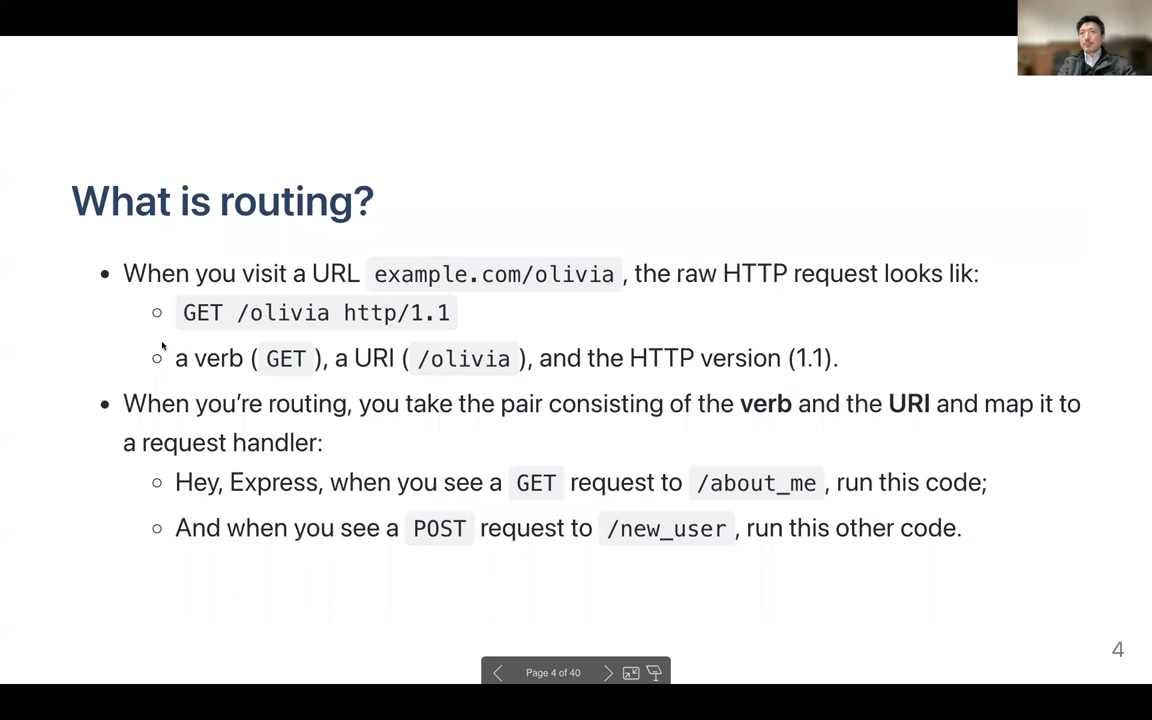 What is routing?
When you visit a URL example.com/olivia, the raw HTTP request looks lik:
GET /olivia http/1.1
a verb (GET), a URI (/olivia), and the HTTP version (1.1).
When you're routing, you take the pair consisting of the verb and the URI and map it to
a request handler:
Hey, Express, when you see a GET request to /about_me, run this code;
And when you see a POST request to /new_user, run this other code.
4
Page 4 of 40